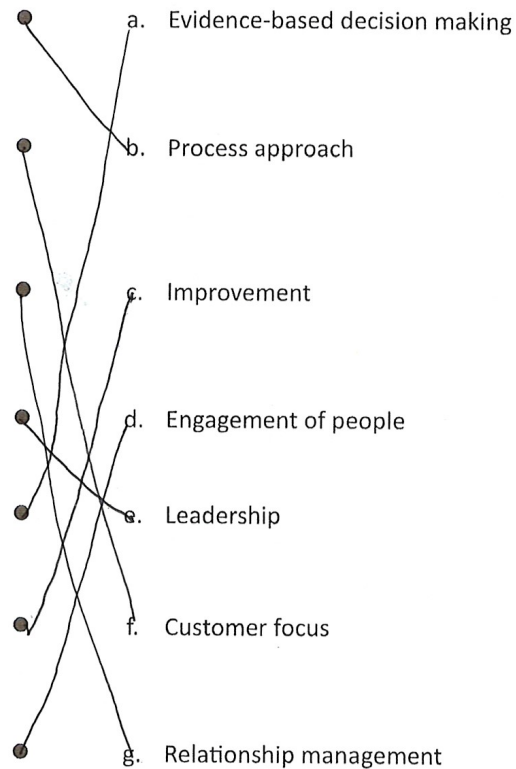 a. Evidence-based decision making
b. Process approach
c. Improvement
d. Engagement of people
e. Leadership
f. Customer focus
g. Relationship management